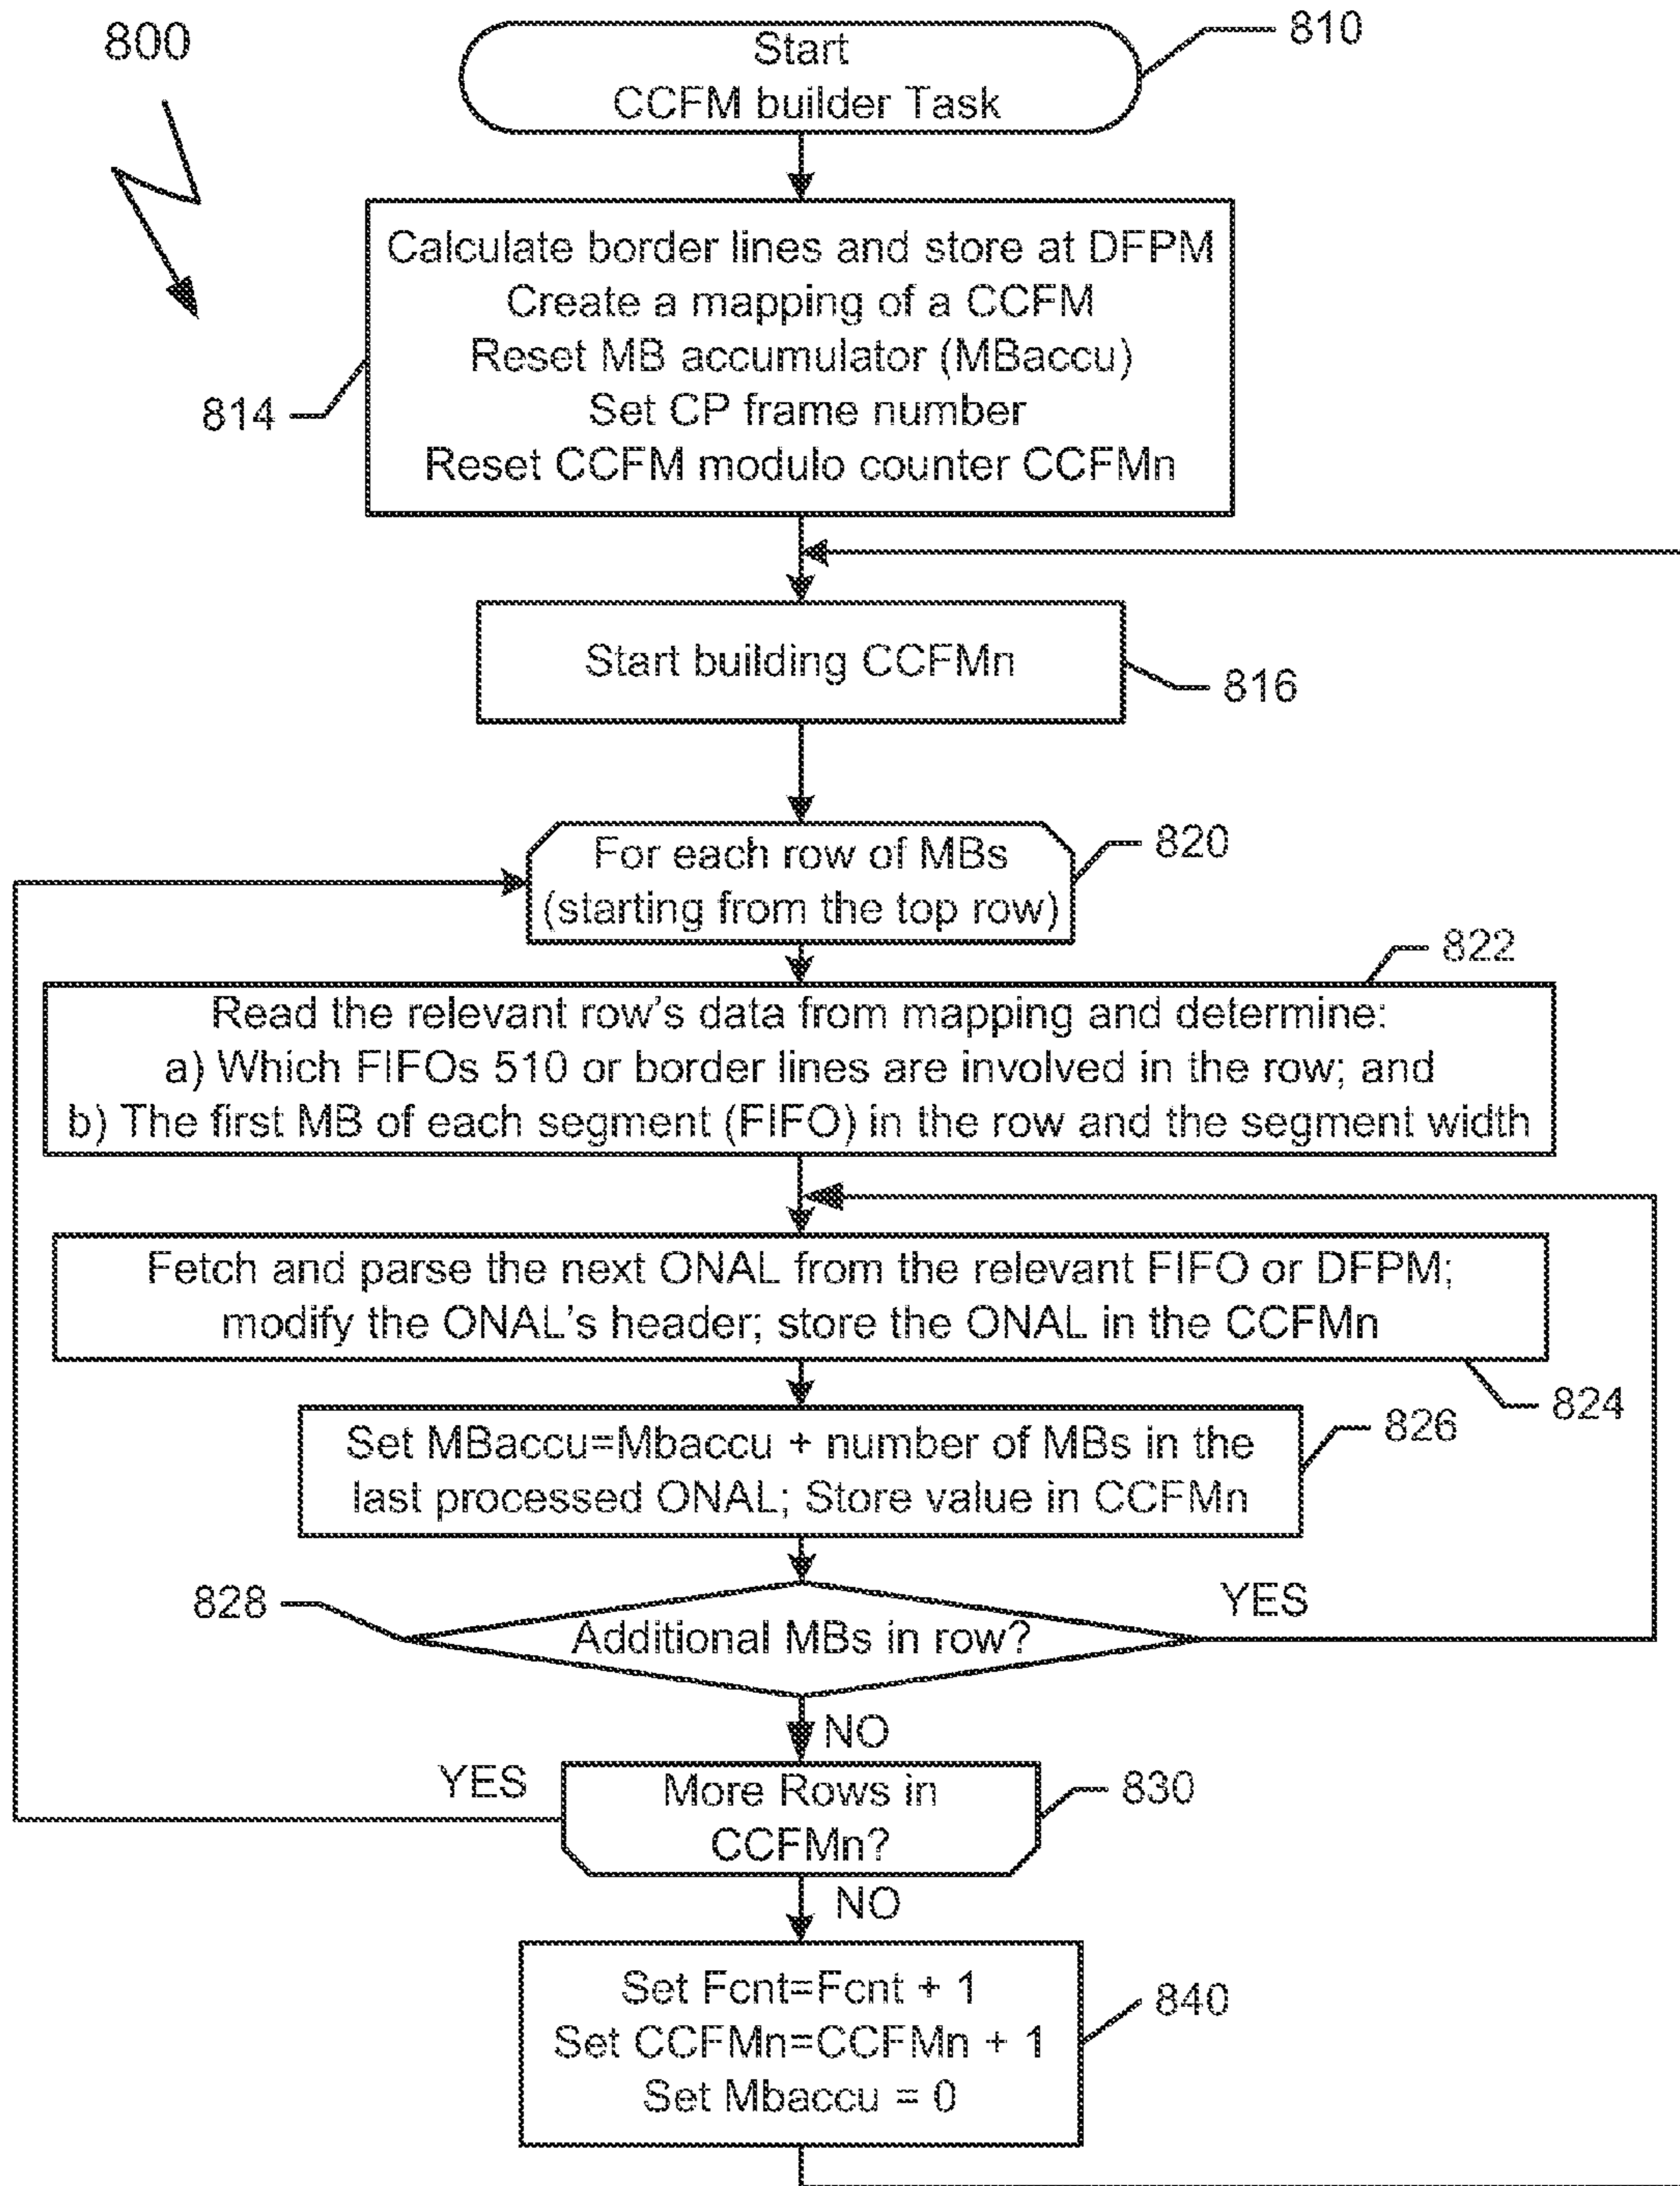 800
Start
CCFM builder Task
810
Calculate border lines and store at DFPM
Create a mapping of a CCFM
Reset MB accumulator (MBaccu)
Set CP frame number
Reset CCFM modulo counter CCFMn
814
Start building CCFMn
816
For each row of MBs
(starting from the top row)
820
822
Read the relevant row's data from mapping and determine:
a) Which FIFOs 510 or border lines are involved in the row; and
b) The first MB of each segment (FIFO) in the row and the segment width
Fetch and parse the next ONAL from the relevant FIFO or DFPM;
modify the ONAL's header; store the ONAL in the CCFMn
824
Set MBaccu=Mbaccu + number of MBs in the
last processed ONAL; Store value in CCFMn
826
828
Additional MBs in row?
YES
NO
YES
More Rows in
CCFMn?
830
NO
Set Fcnt=Fcnt + 1
Set CCFMn=CCFMn + 1
Set Mbaccu = 0
840